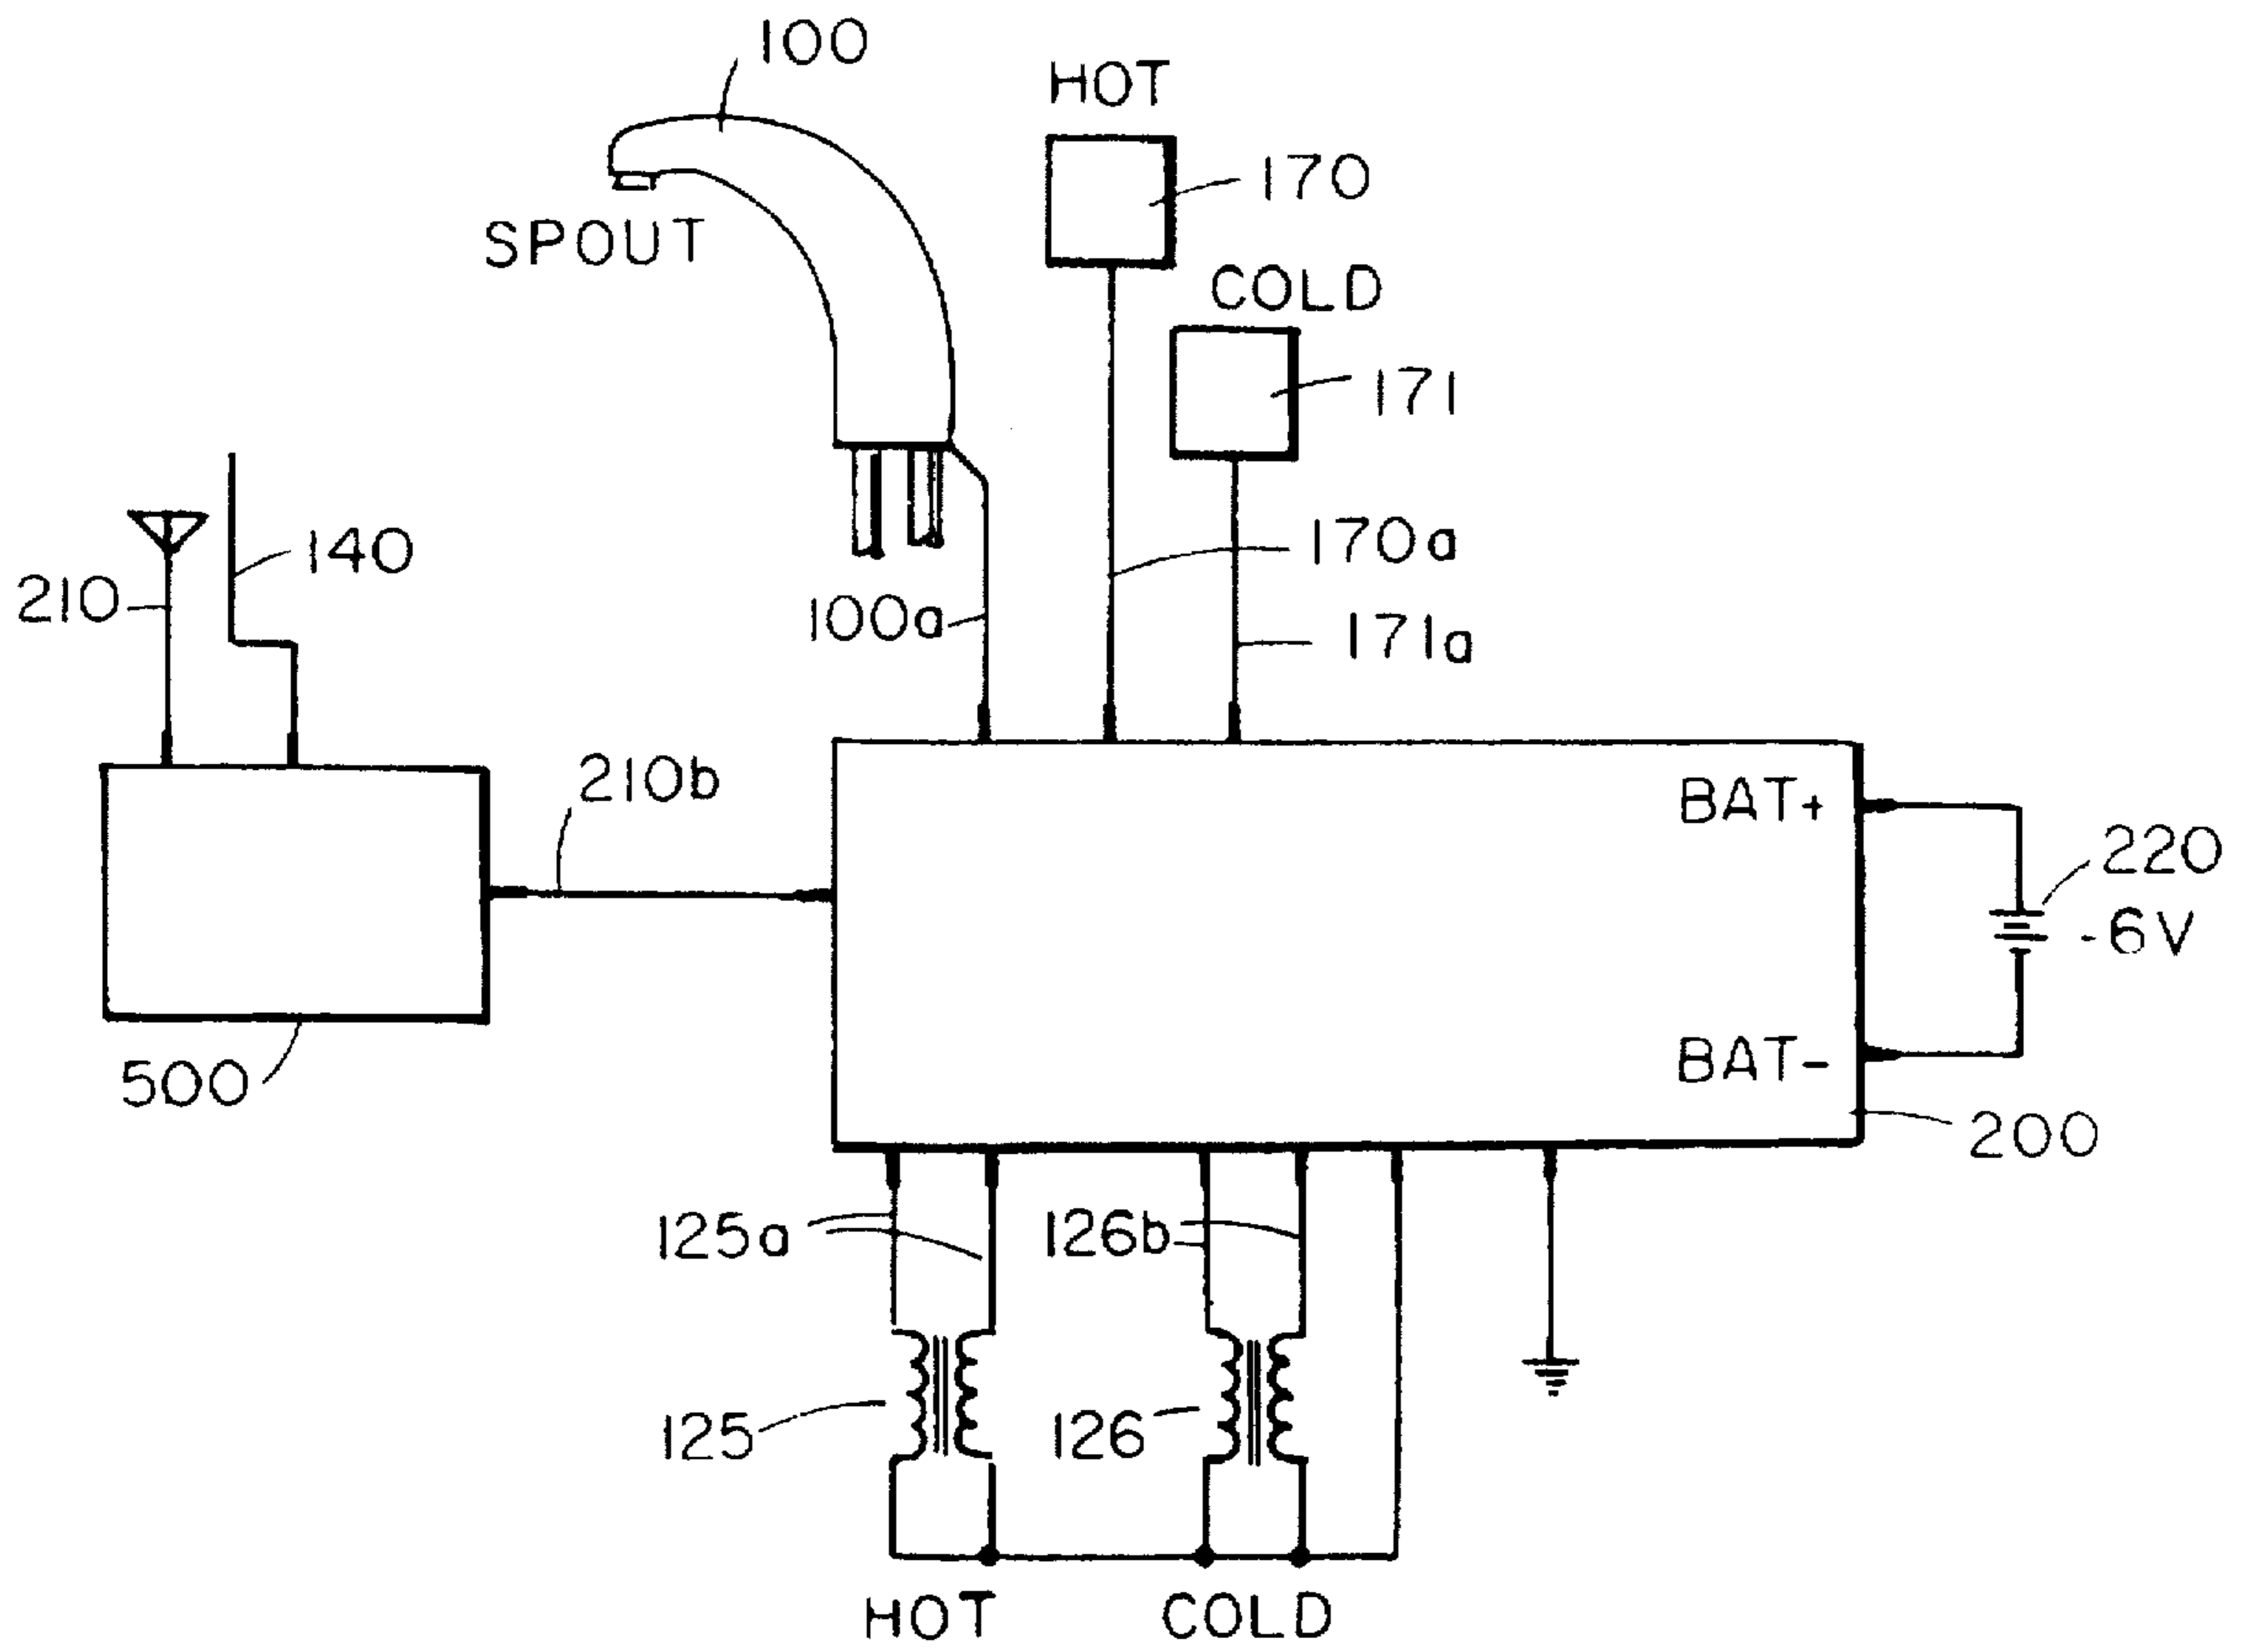 100
HOT
170
SPOUT
COLD
171
140
170a
210
100a
171a
210b
BAT+
220
-6V
BAT-
500
200
125a
126b
125
126
HOT
COLD